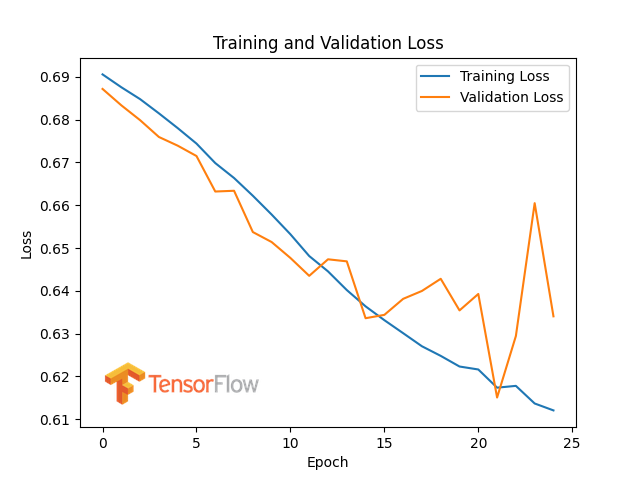 Training and Validation Loss
Training Loss
Validation Loss
Loss
0.69
0.68
0.67
0.66
0.65
0.64
0.63
0.62
0.61
TensorFlow
0
5
10
15
20
25
Epoch